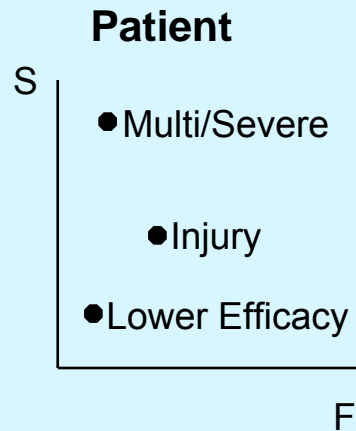 Patient
S
Multi/Severe
Injury
Lower Efficacy
F